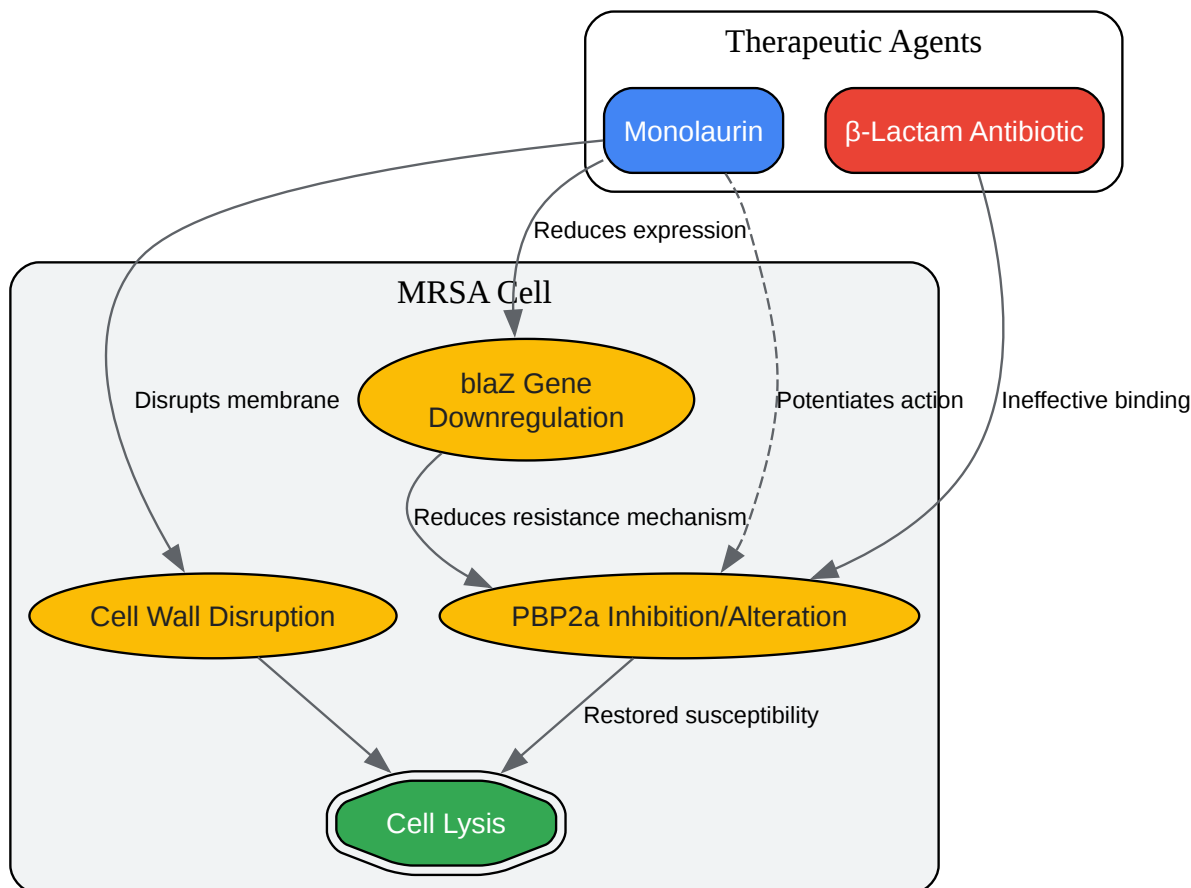 Therapeutic Agents
Monolaurin
β-Lactam Antibiotic
Reduces expression
MRSA Cell
blaZ Gene
Downregulation
Disrupts membrane
Potentiates action
Ineffective binding
Reduces resistance mechanism
Cell Wall Disruption
PBP2a Inhibition/Alteration
Restored susceptibility
Cell Lysis